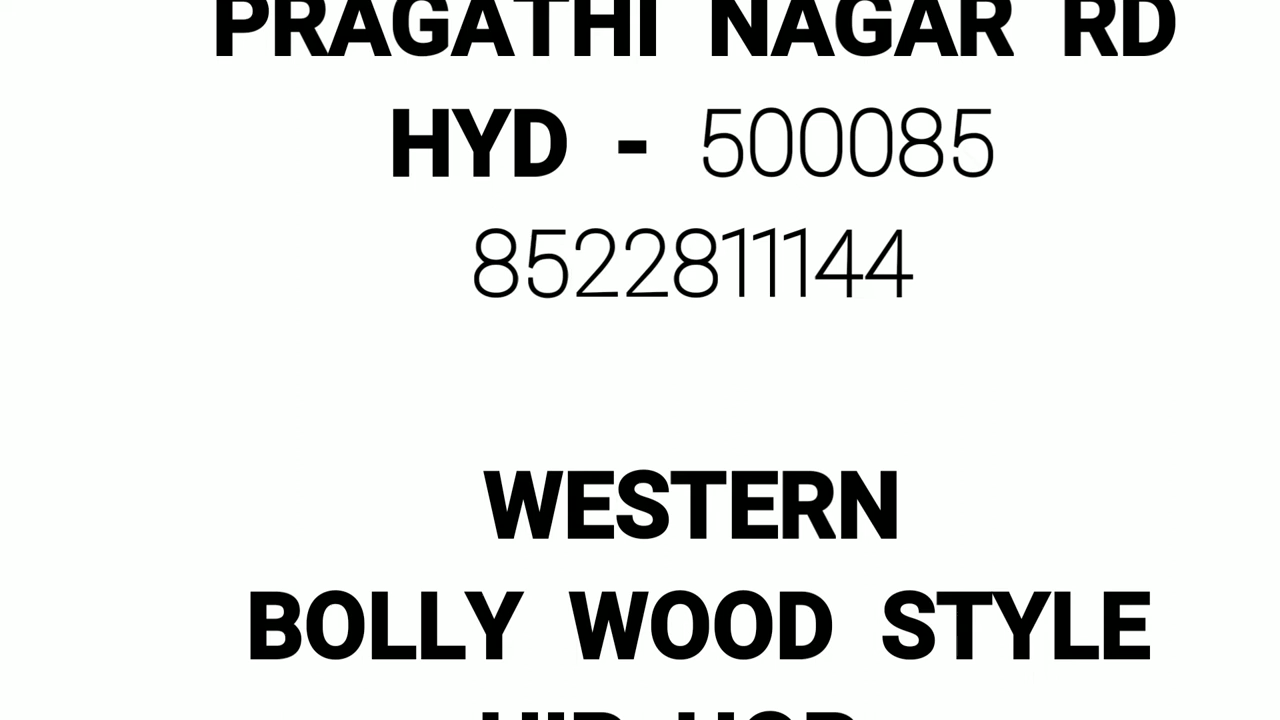 PRAGATHI NAGAR RD
HYD - 500085
8522811144
WESTERN
BOLLY WOOD STYLE